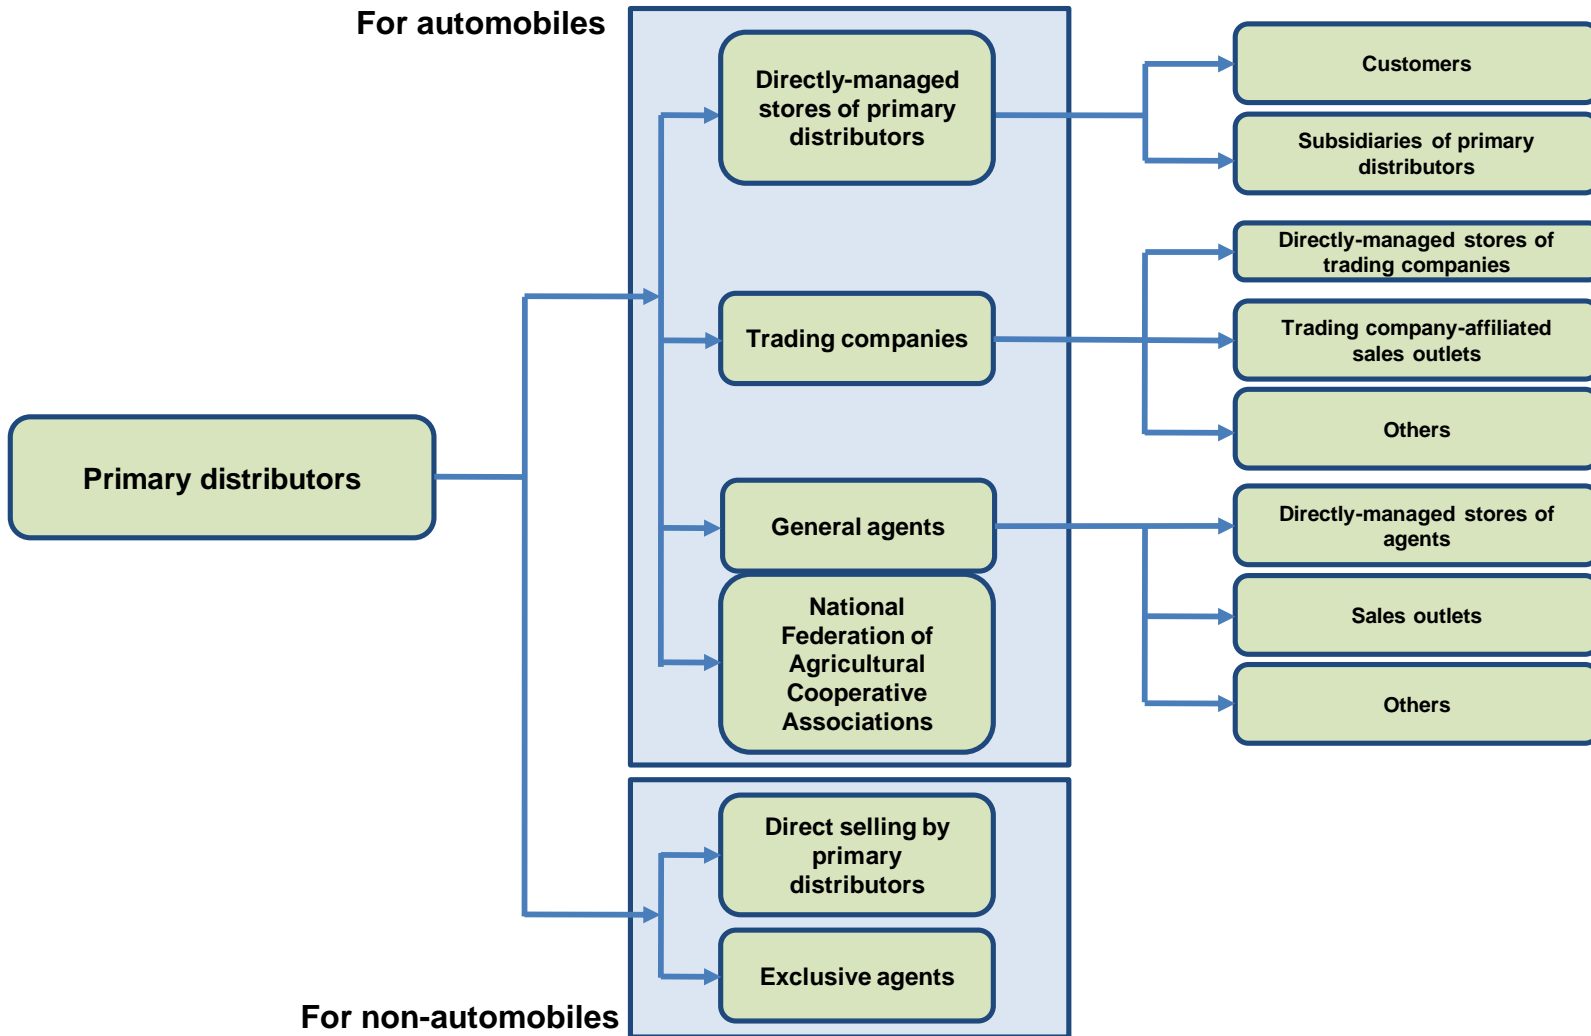 For automobiles
Directly-managed
stores of primary
distributors
Customers
Subsidiaries of primary
distributors
Trading companies
Directly-managed stores of
trading companies
Trading company-affiliated
sales outlets
Others
Primary distributors
General agents
Directly-managed stores of
agents
Sales outlets
Others
National
Federation of
Agricultural
Cooperative
Associations
Direct selling by
primary
distributors
Exclusive agents
For non-automobiles